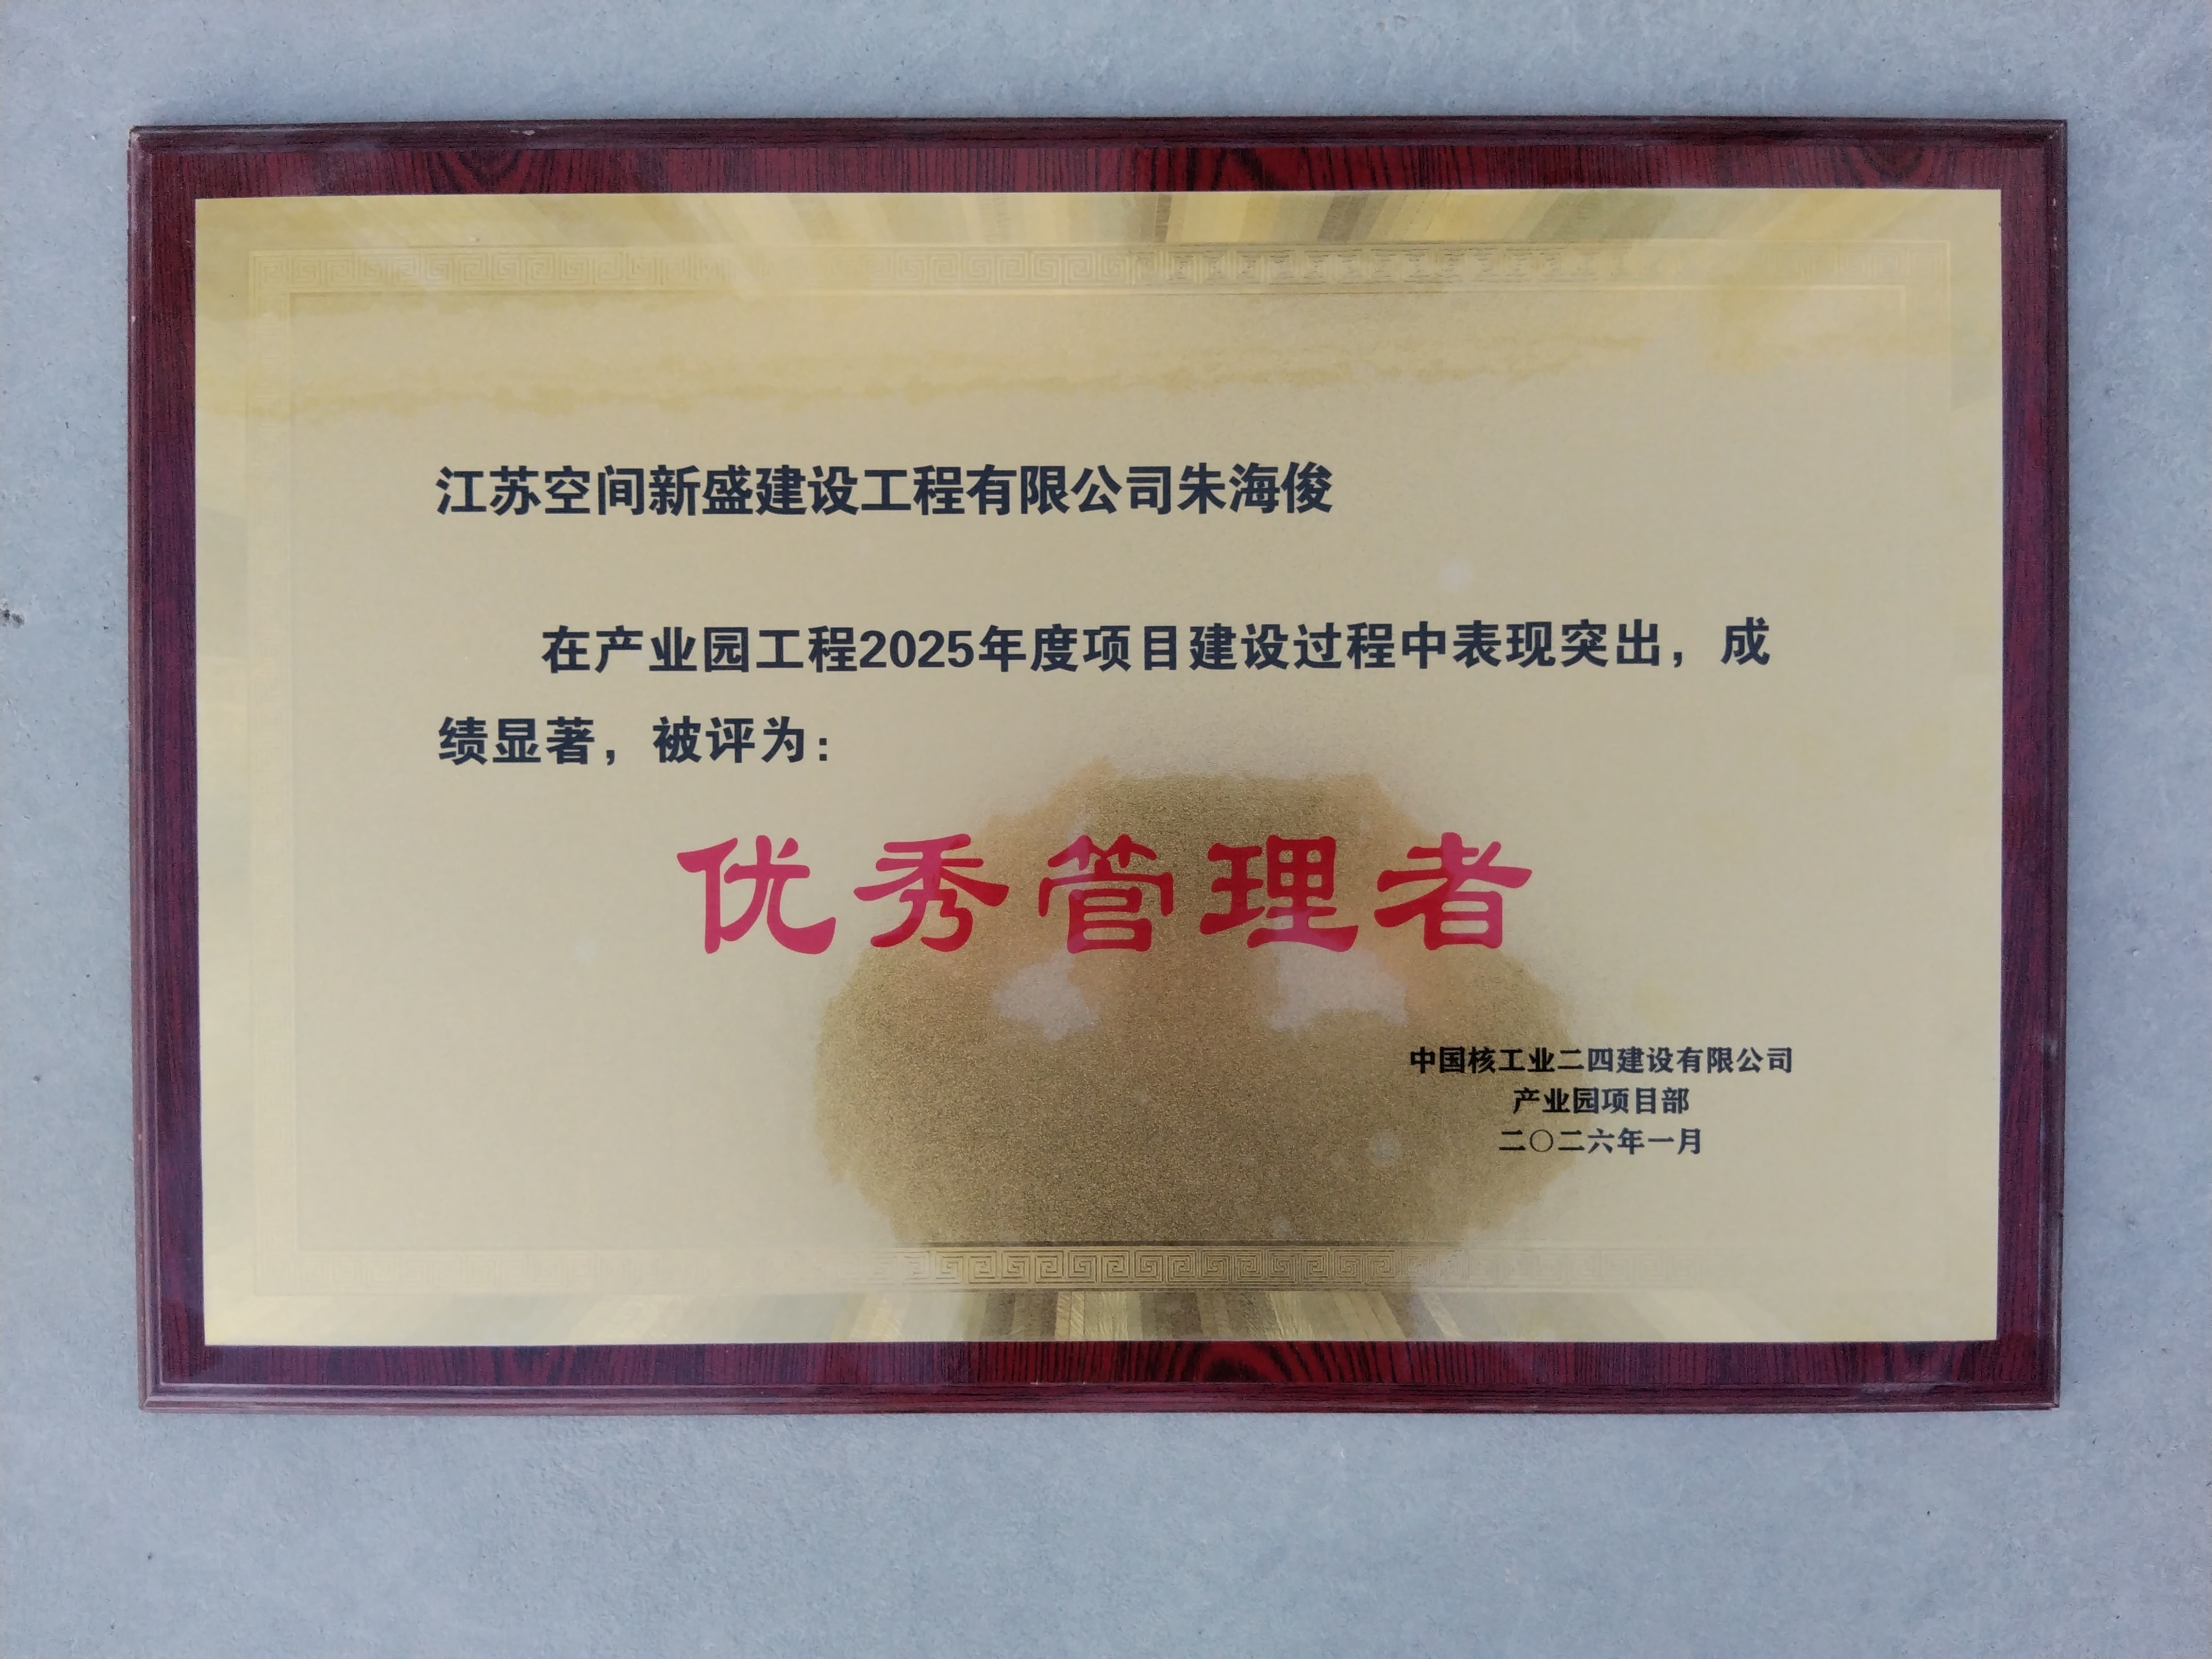 江苏空间新盛建设工程有限公司朱海俊
在产业园工程2025年度项目建设过程中表现突出，成
绩显著，被评为：
优秀管理者
中国核工业二四建设有限公司
产业园项目部
二〇二六年一月